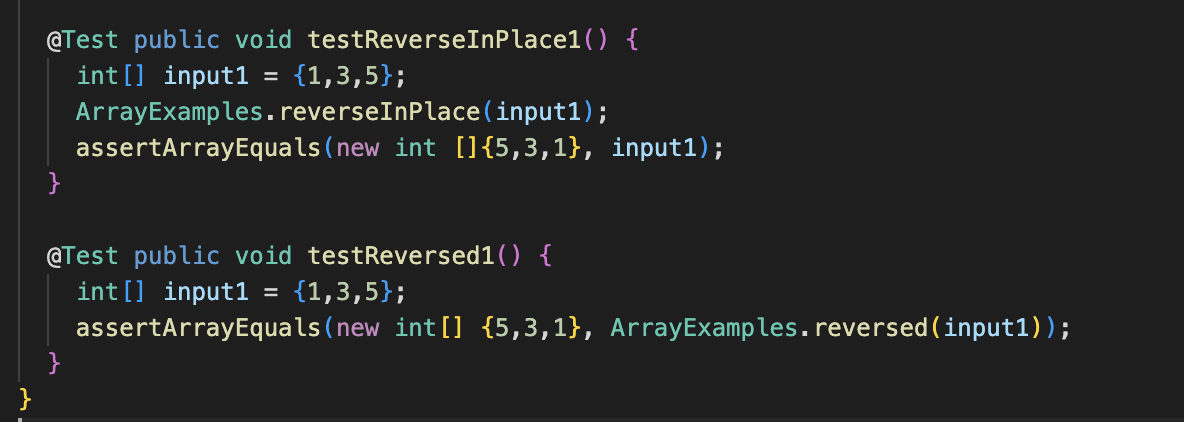 @Test public void testReverseInPlace1() {
int[] input1 = {1,3,5};
ArrayExamples.reverseInPlace(input1);
assertArrayEquals(new int []{5,3,1}, input1);
}
@Test public void testReversed1() {
int[] input1 = {1,3,5};
assertArrayEquals(new int[] {5,3,1}, ArrayExamples.reversed(input1));
}
}